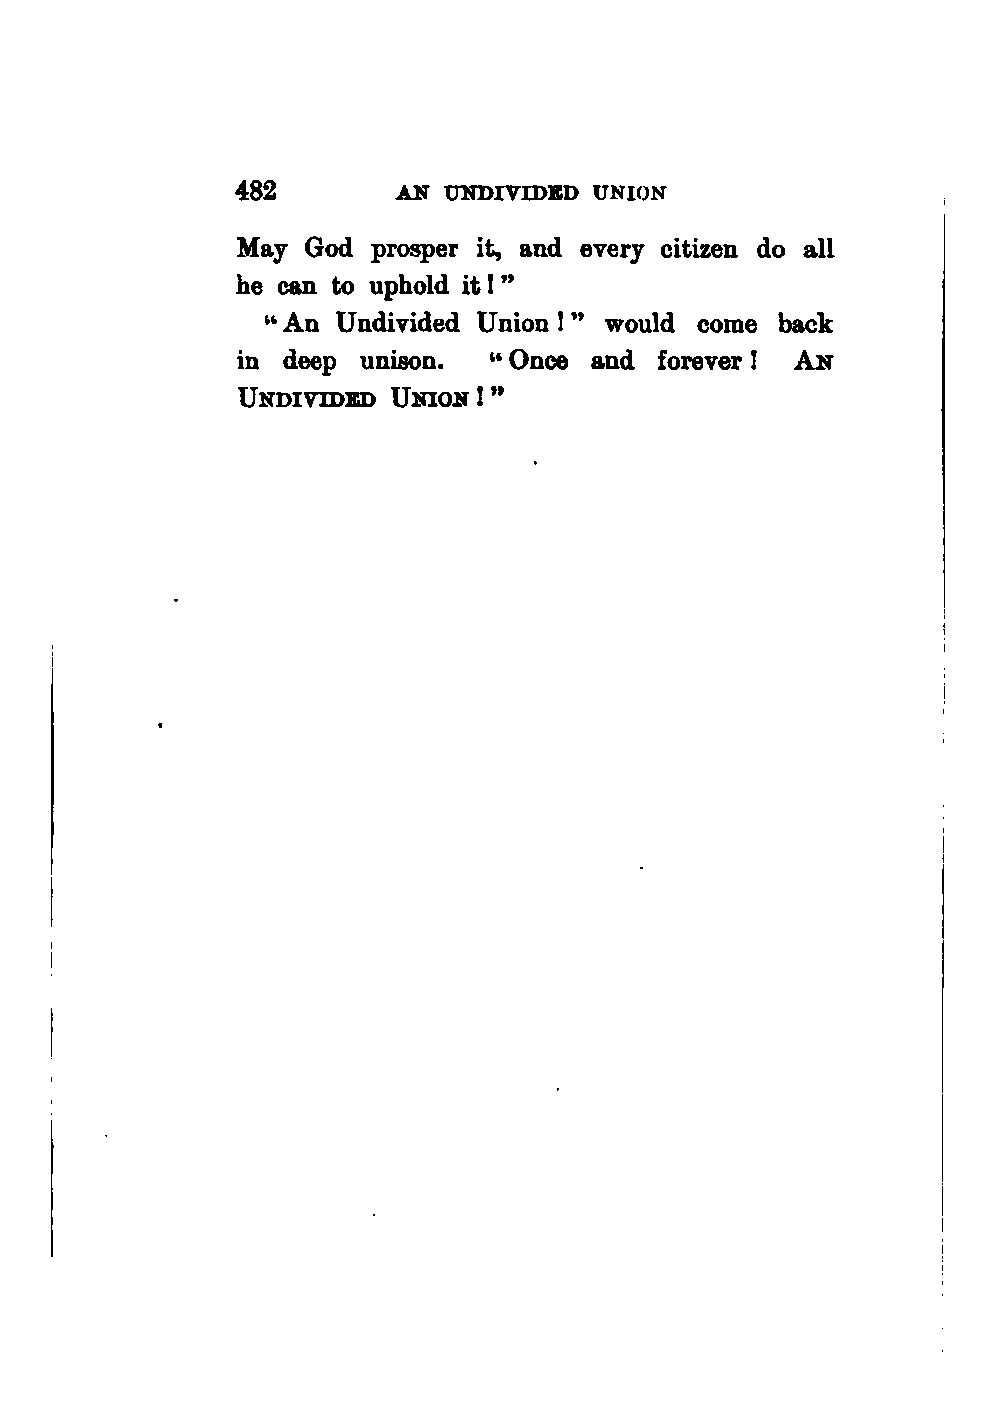 482 AN UNDIVIDED UNION
May God prosper it, and every citizen do all
he can to uphold it!"
"An Undivided Union!" would come back
in deep unison. "Once and forever! AN
UNDIVIDED UNION!"